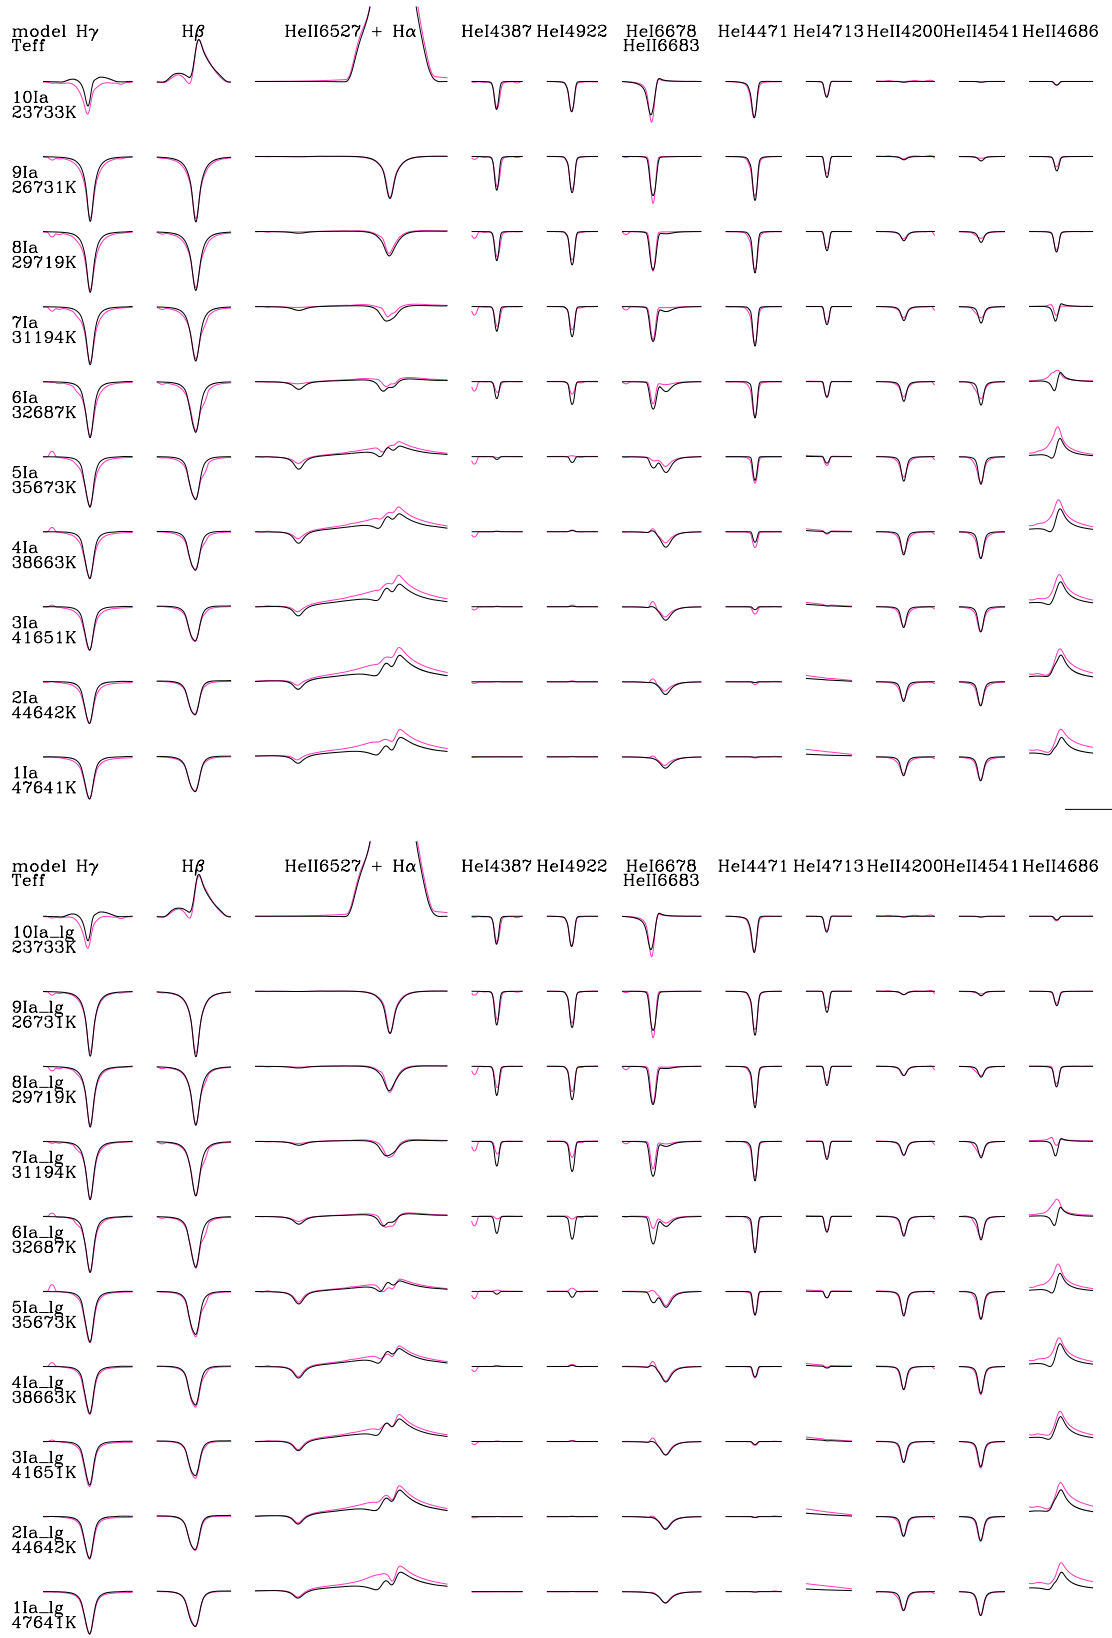 model Hγ Hβ HeII6527 + Hα HeI4387 HeI4922 HeI6678 HeI4471 HeI4713 HeII4200 HeII4541 HeII4686
Teff HeII6683
10Ia
23733K
9Ia
26731K
8Ia
29719K
7Ia
31194K
6Ia
32687K
5Ia
35673K
4Ia
38663K
3Ia
41651K
2Ia
44642K
1Ia
47641K
model Hγ Hβ HeII6527 + Hα HeI4387 HeI4922 HeI6678 HeI4471 HeI4713 HeII4200 HeII4541 HeII4686
Teff HeII6683
10Ia_lg
23733K
9Ia_lg
26731K
8Ia_lg
29719K
7Ia_lg
31194K
6Ia_lg
32687K
5Ia_lg
35673K
4Ia_lg
38663K
3Ia_lg
41651K
2Ia_lg
44642K
1Ia_lg
47641K